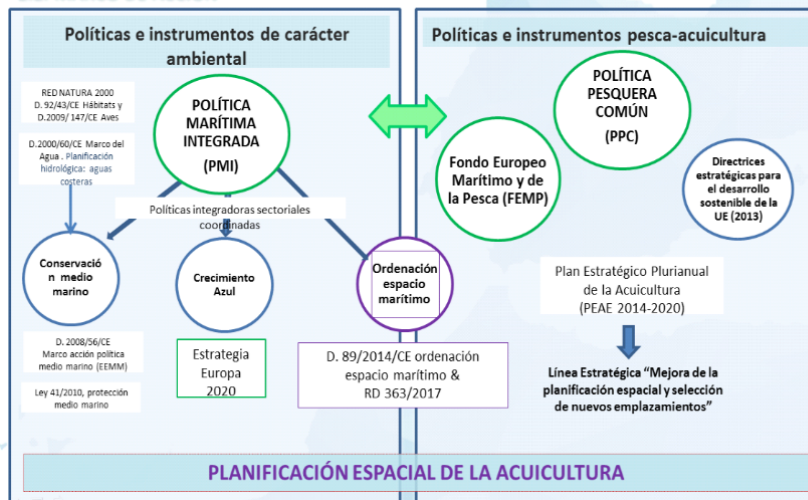 Políticas e instrumentos de carácter
ambiental
RED NATURA 2000
D. 92/43/CE Hábitats y
D.2009/ 147/CE Aves
D.2000/60/CE Marco del
Agua . Planificación
hidrológica: aguas
costeras
POLÍTICA
MARÍTIMA
INTEGRADA
(PMI)
Políticas integradoras sectoriales
coordinadas
Conservació
n medio
marino
Crecimiento
Azul
Ordenación
espacio
marítimo
D. 2008/56/CE
Marco acción política
medio marino (EEMM)
Ley 41/2010, protección
medio marino
Estrategia
Europa
2020
D. 89/2014/CE ordenación
espacio marítimo &
RD 363/2017
Políticas e instrumentos pesca-acuicultura
POLÍTICA
PESQUERA
COMÚN
(PPC)
Fondo Europeo
Marítimo y de
la Pesca (FEMP)
Directrices
estratégicas para
el desarrollo
sostenible de la
UE (2013)
Plan Estratégico Plurianual
de la Acuicultura
(PEAE 2014-2020)
Línea Estratégica “Mejora de la
planificación espacial y selección
de nuevos emplazamientos”
PLANIFICACIÓN ESPACIAL DE LA ACUICULTURA